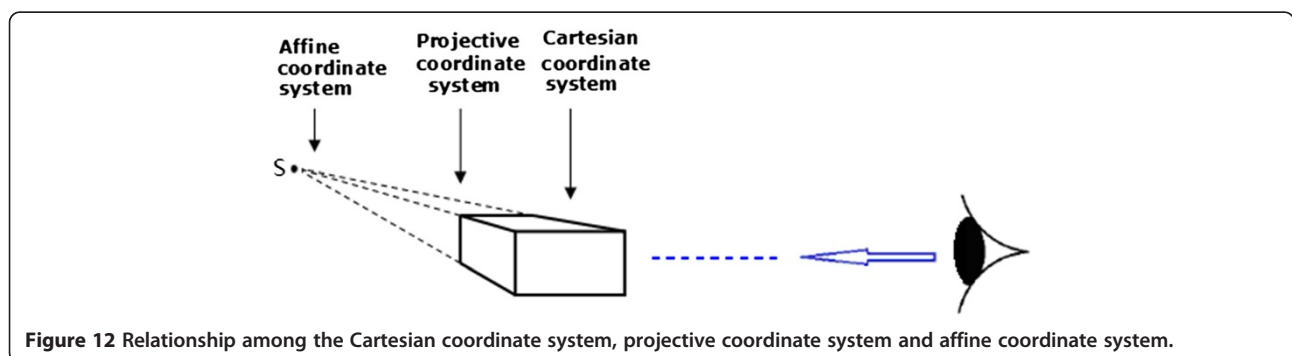 Affine
coordinate
system
Projective
coordinate
system
Cartesian
coordinate
system
S
Figure 12 Relationship among the Cartesian coordinate system, projective coordinate system and affine coordinate system.